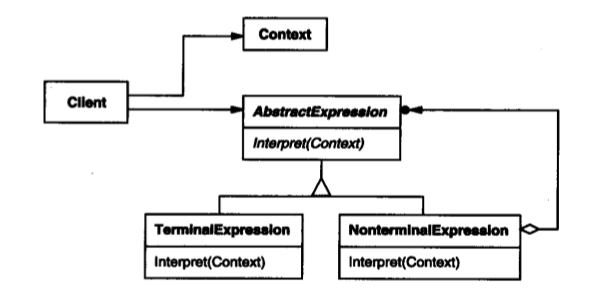 Context
Client
AbstractExpression
Interpret(Context)
TerminalExpression
Interpret(Context)
NonterminalExpression
Interpret(Context)